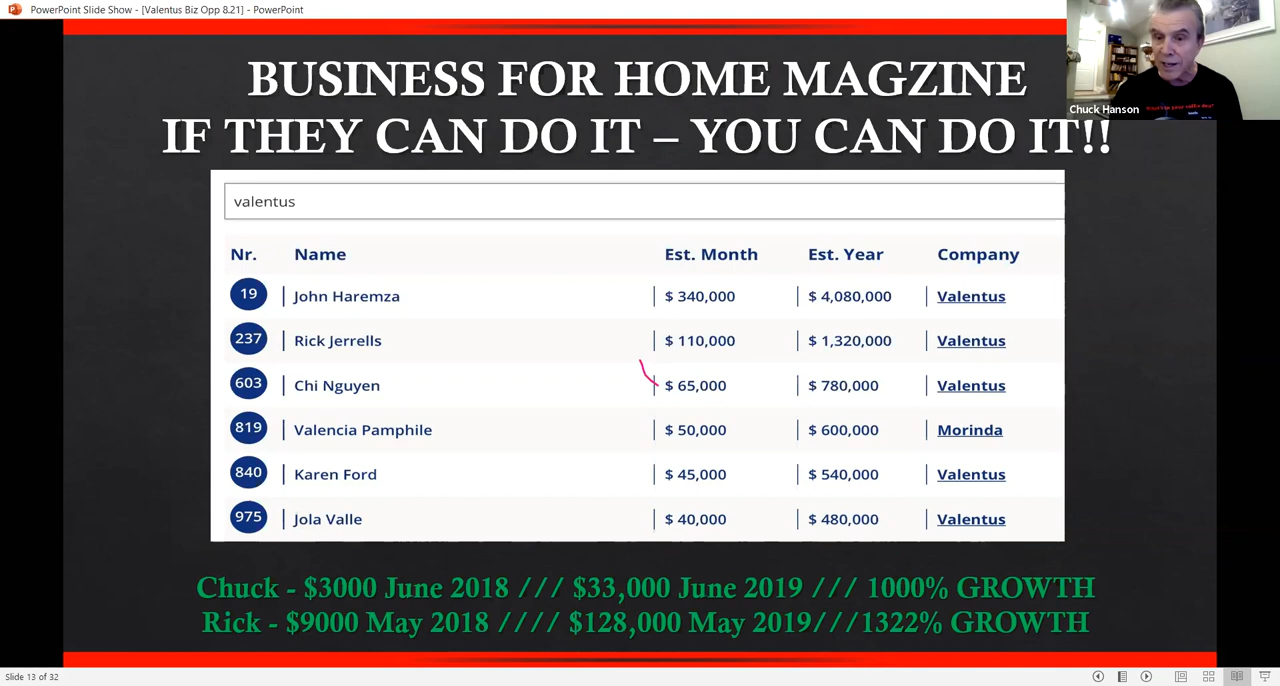 PowerPoint Slide Show - [Valentus Biz Opp 8.21] - PowerPoint
BUSINESS FOR HOME MAGZINE
IF THEY CAN DO IT – YOU CAN DO IT!!
Chuck Hanson
valentus
Nr. Name Est. Month Est. Year Company
19 John Haremza $ 340,000 $ 4,080,000 Valentus
237 Rick Jerrells $ 110,000 $ 1,320,000 Valentus
603 Chi Nguyen $ 65,000 $ 780,000 Valentus
819 Valencia Pamphile $ 50,000 $ 600,000 Morinda
840 Karen Ford $ 45,000 $ 540,000 Valentus
975 Jola Valle $ 40,000 $ 480,000 Valentus
Chuck - $3000 June 2018 /// $33,000 June 2019 /// 1000% GROWTH
Rick - $9000 May 2018 //// $128,000 May 2019///1322% GROWTH
Slide 13 of 32